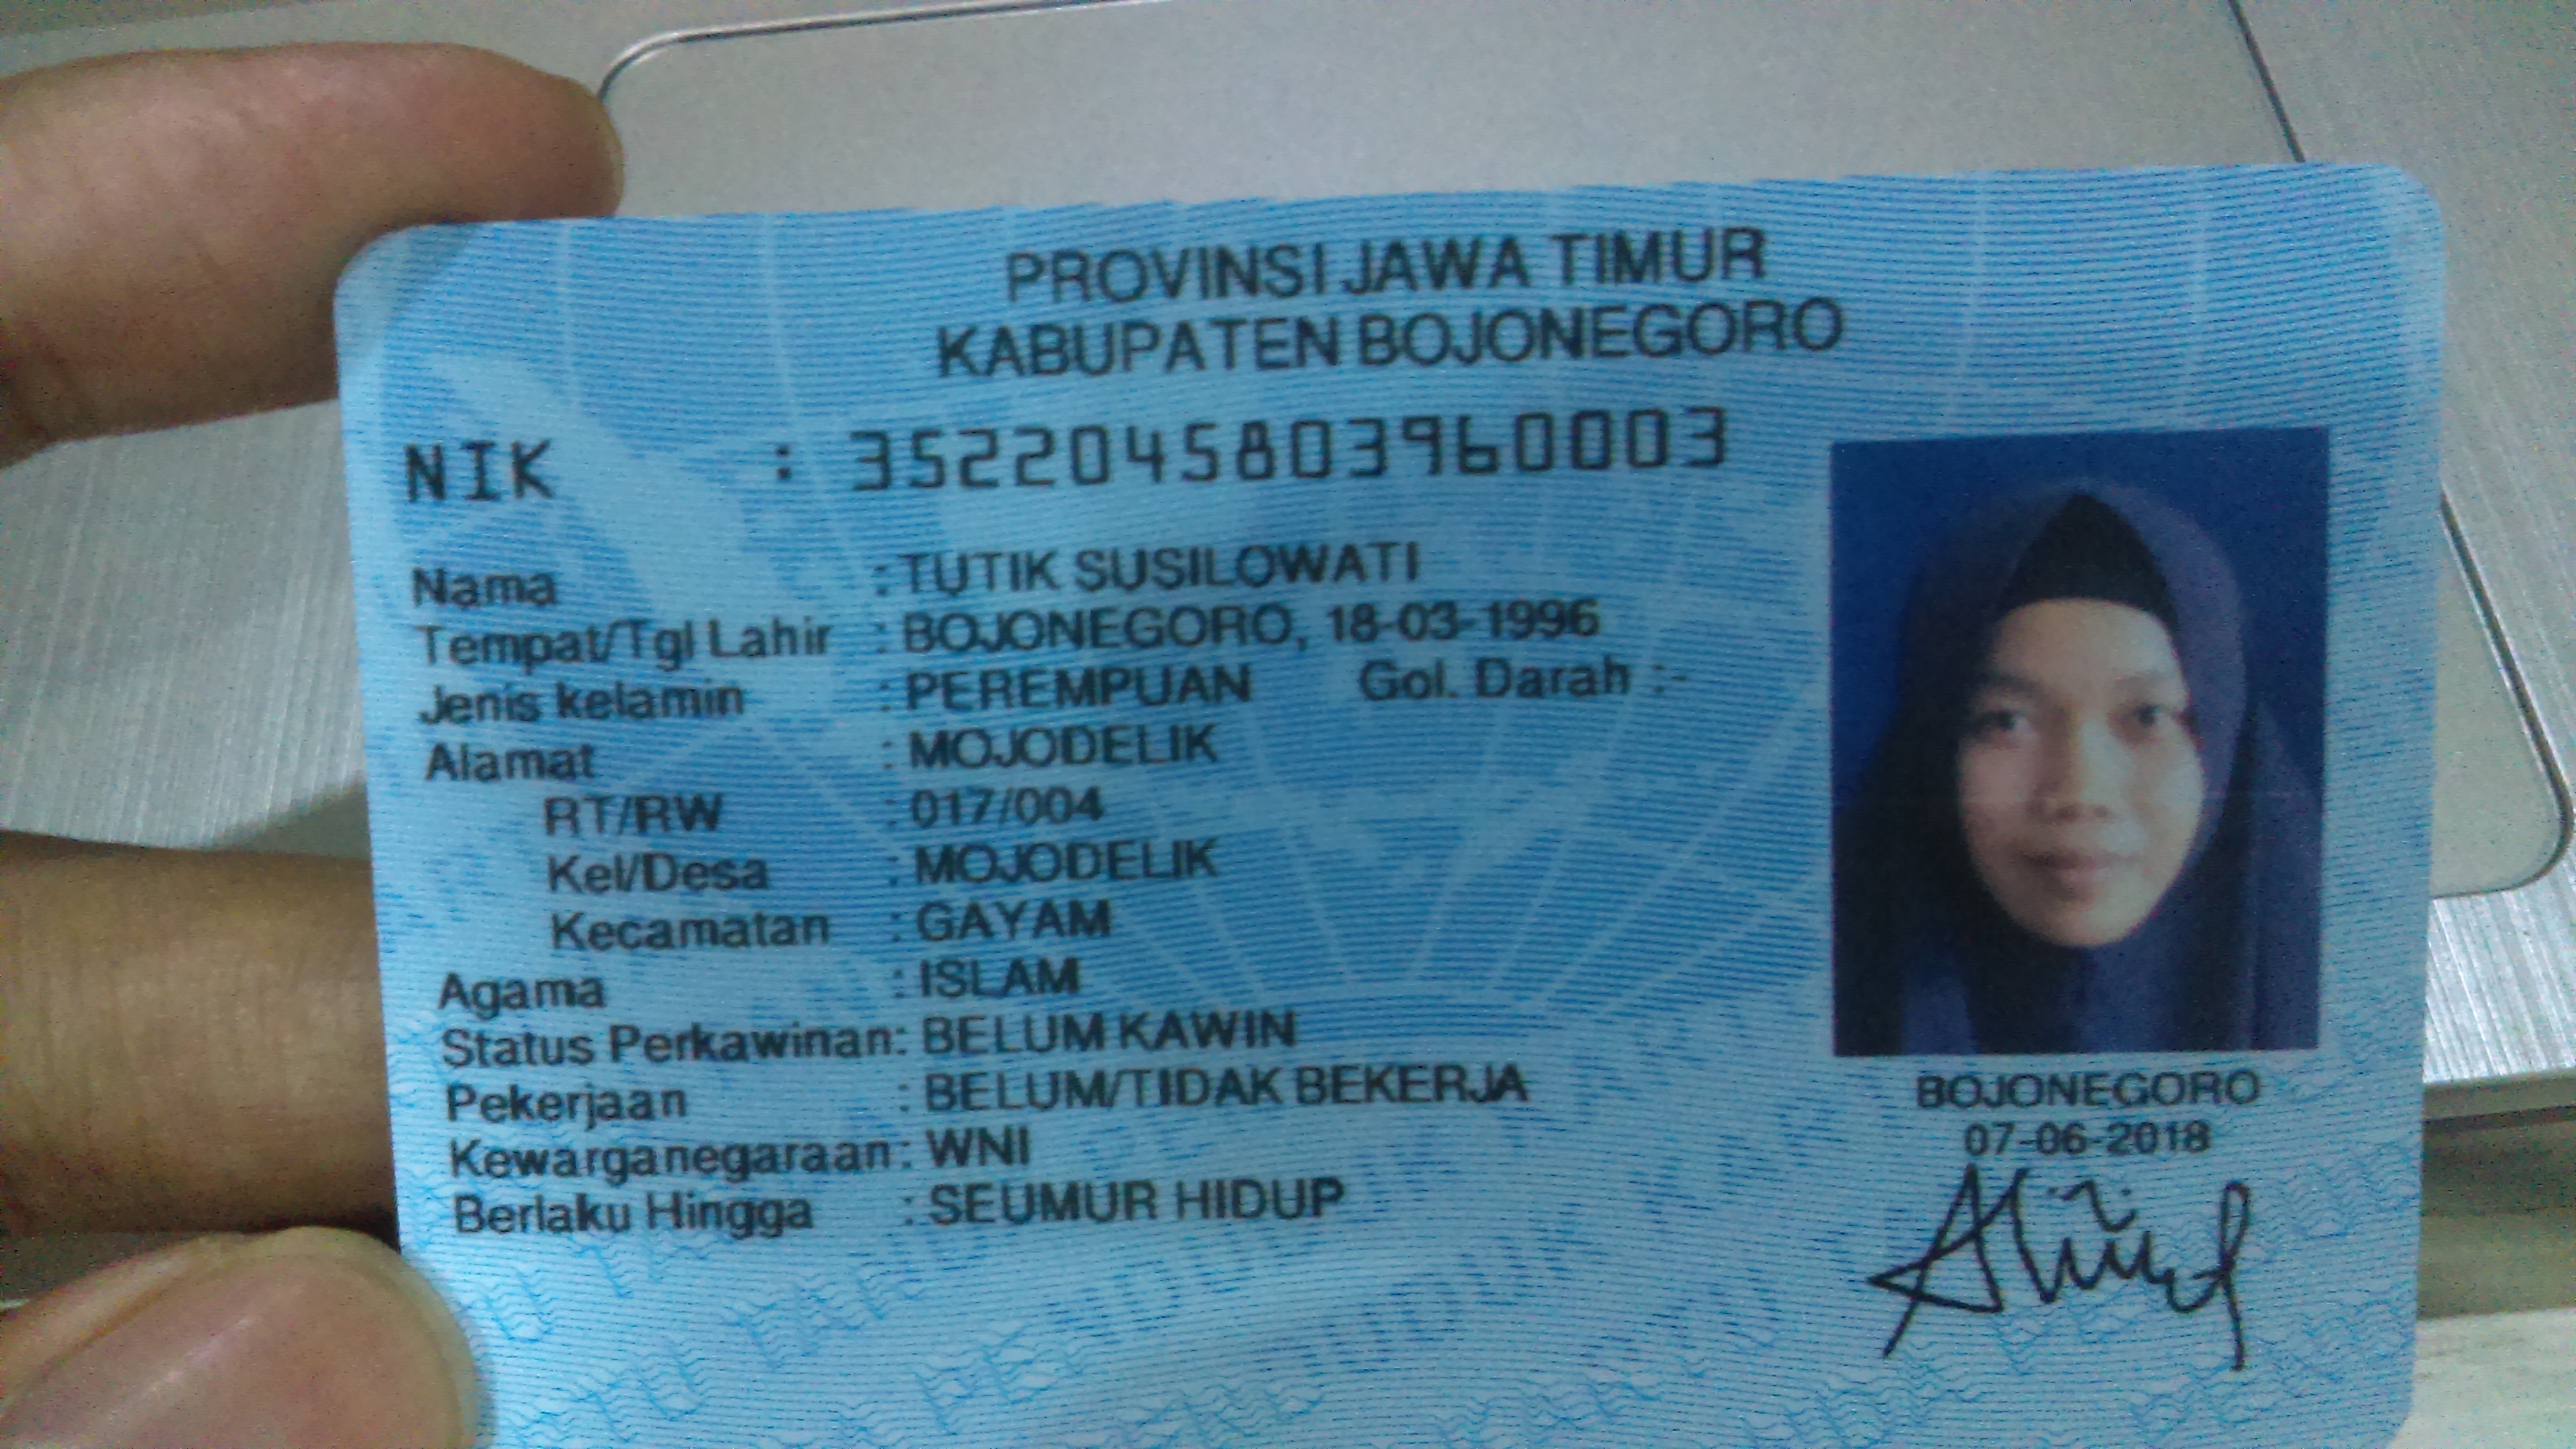 PROVINSI JAWA TIMUR
KABUPATEN BOJONEGORO
NIK : 3522045803960003
Nama : TUTIK SUSILOWATI
Tempat/Tgl Lahir : BOJONEGORO, 18-03-1996
Jenis kelamin : PEREMPUAN Gol. Darah :-
Alamat : MOJODELIK
RT/RW : 017/004
Kel/Desa : MOJODELIK
Kecamatan : GAYAM
Agama : ISLAM
Status Perkawinan: BELUM KAWIN
Pekerjaan : BELUM/TIDAK BEKERJA
Kewarganegaraan: WNI
Berlaku Hingga : SEUMUR HIDUP
BOJONEGORO
07-06-2018